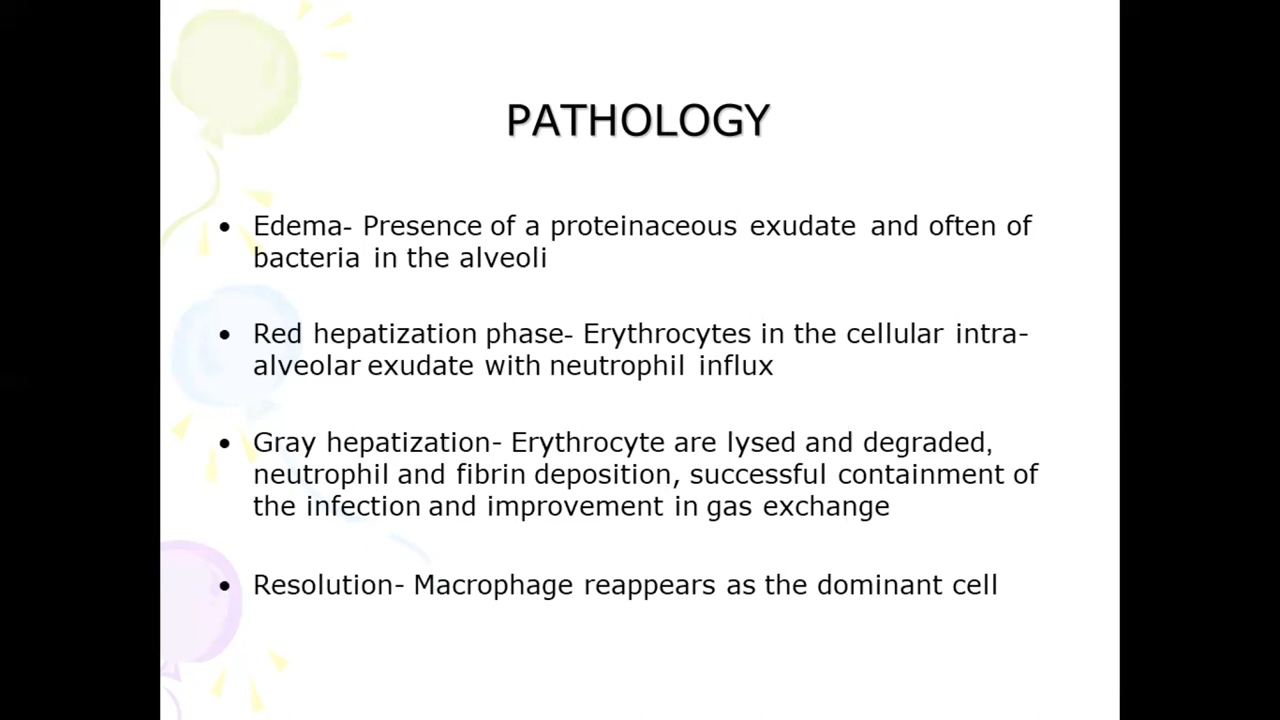 PATHOLOGY
• Edema- Presence of a proteinaceous exudate and often of
bacteria in the alveoli
• Red hepatization phase- Erythrocytes in the cellular intra-
alveolar exudate with neutrophil influx
• Gray hepatization- Erythrocyte are lysed and degraded,
neutrophil and fibrin deposition, successful containment of
the infection and improvement in gas exchange
• Resolution- Macrophage reappears as the dominant cell